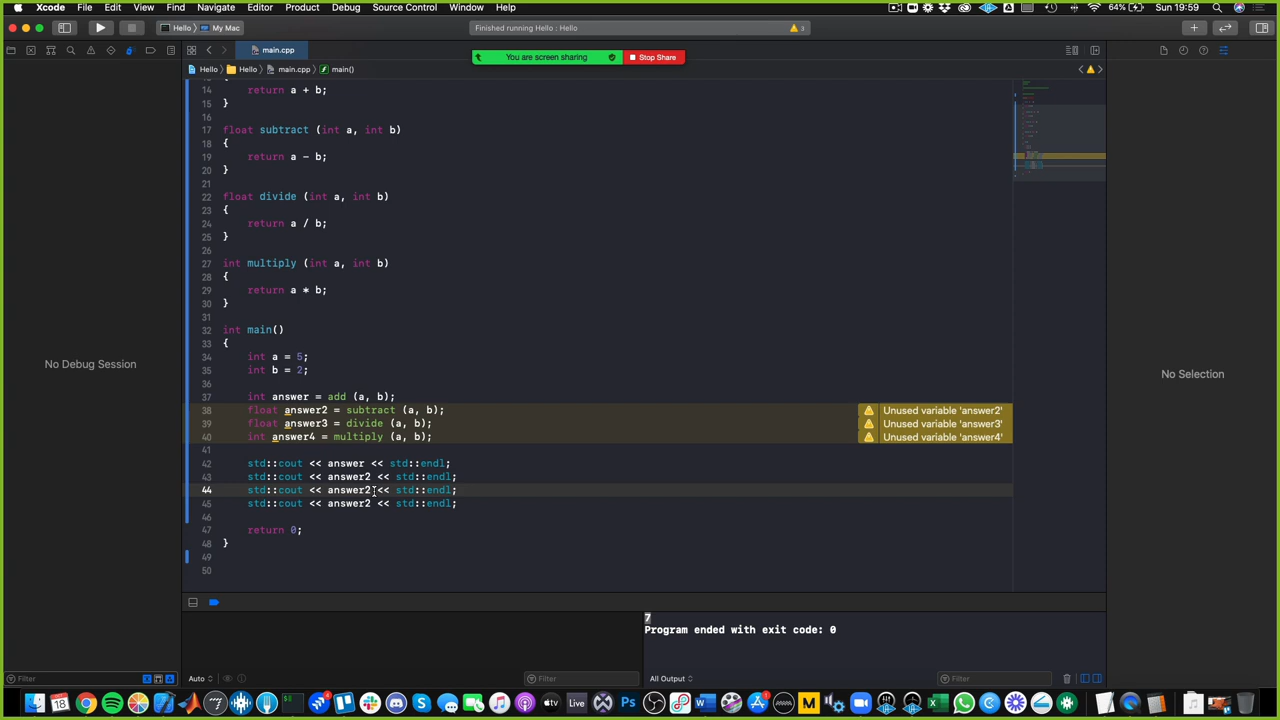 Xcode File Edit View Find Navigate Editor Product Debug Source Control Window Help 64% Sun 19:59
Hello My Mac Finished running Hello : Hello 3
main.cpp
You are screen sharing Stop Share
Hello Hello main.cpp main()
14 return a + b;
15 }
16
17 float subtract (int a, int b)
18 {
19 return a - b;
20 }
21
22 float divide (int a, int b)
23 {
24 return a / b;
25 }
26
27 int multiply (int a, int b)
28 {
29 return a * b;
30 }
31
32 int main()
33 {
34 int a = 5;
35 int b = 2;
36
37 int answer = add (a, b);
38 float answer2 = subtract (a, b); Unused variable 'answer2'
39 float answer3 = divide (a, b); Unused variable 'answer3'
40 int answer4 = multiply (a, b); Unused variable 'answer4'
41
42 std::cout << answer << std::endl;
43 std::cout << answer2 << std::endl;
44 std::cout << answer2 << std::endl;
45 std::cout << answer2 << std::endl;
46
47 return 0;
48 }
49
50
No Debug Session
No Selection
7
Program ended with exit code: 0
Filter Auto Filter All Output Filter